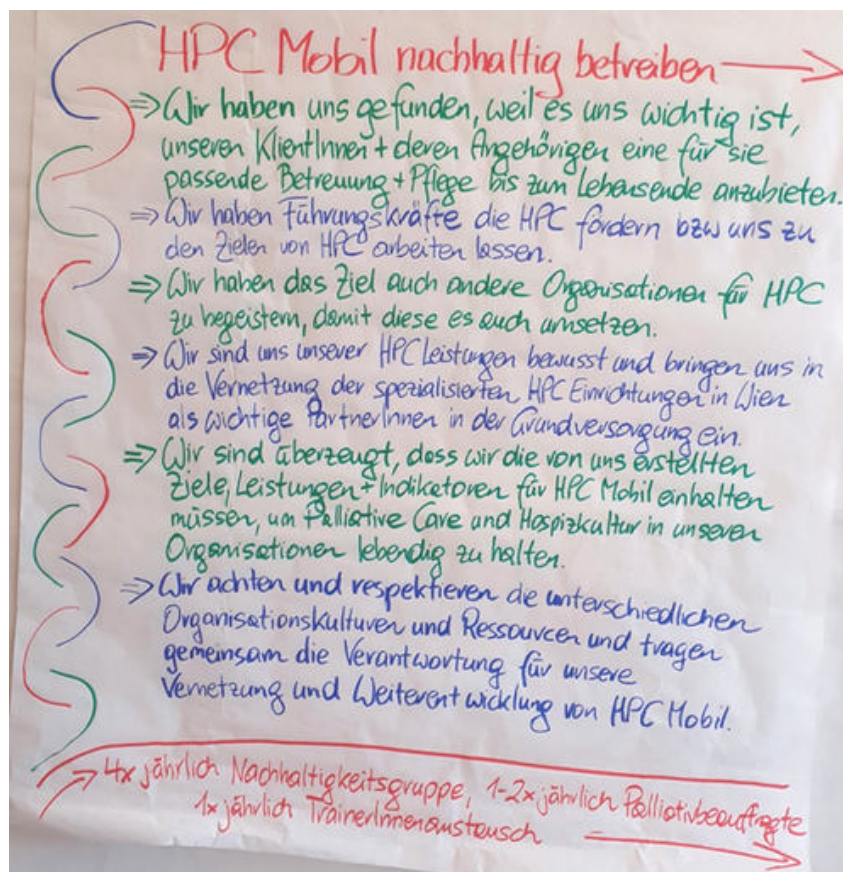 HPC Mobil nachhaltig betreiben →
⇒ Wir haben uns gefunden, weil es uns wichtig ist,
unseren KlientInnen + deren Angehörigen eine für sie
passende Betreuung + Pflege bis zum Lebensende anzubieten.
⇒ Wir haben Führungskräfte die HPC fördern bzw uns zu
den Zielen von HPC arbeiten lassen.
⇒ Wir haben das Ziel auch andere Organisationen für HPC
zu begeistern, damit diese es auch umsetzen.
⇒ Wir sind uns unserer HPC Leistungen bewusst und bringen uns in
die Vernetzung der spezialisierten HPC Einrichtungen in Wien
als wichtige PartnerInnen in der Grundversorgung ein.
⇒ Wir sind überzeugt, dass wir die von uns erstellten
Ziele, Leistungen + Indikatoren für HPC Mobil einhalten
müssen, um Palliative Care und Hospizkultur in unseren
Organisationen lebendig zu halten.
⇒ Wir achten und respektieren die unterschiedlichen
Organisationskulturen und Ressourcen und tragen
gemeinsam die Verantwortung für unsere
Vernetzung und Weiterentwicklung von HPC Mobil.
→ 4x jährlich Nachhaltigkeitsgruppe, 1-2x jährlich Palliativbeauftragte
1x jährlich TrainerInnenaustausch →